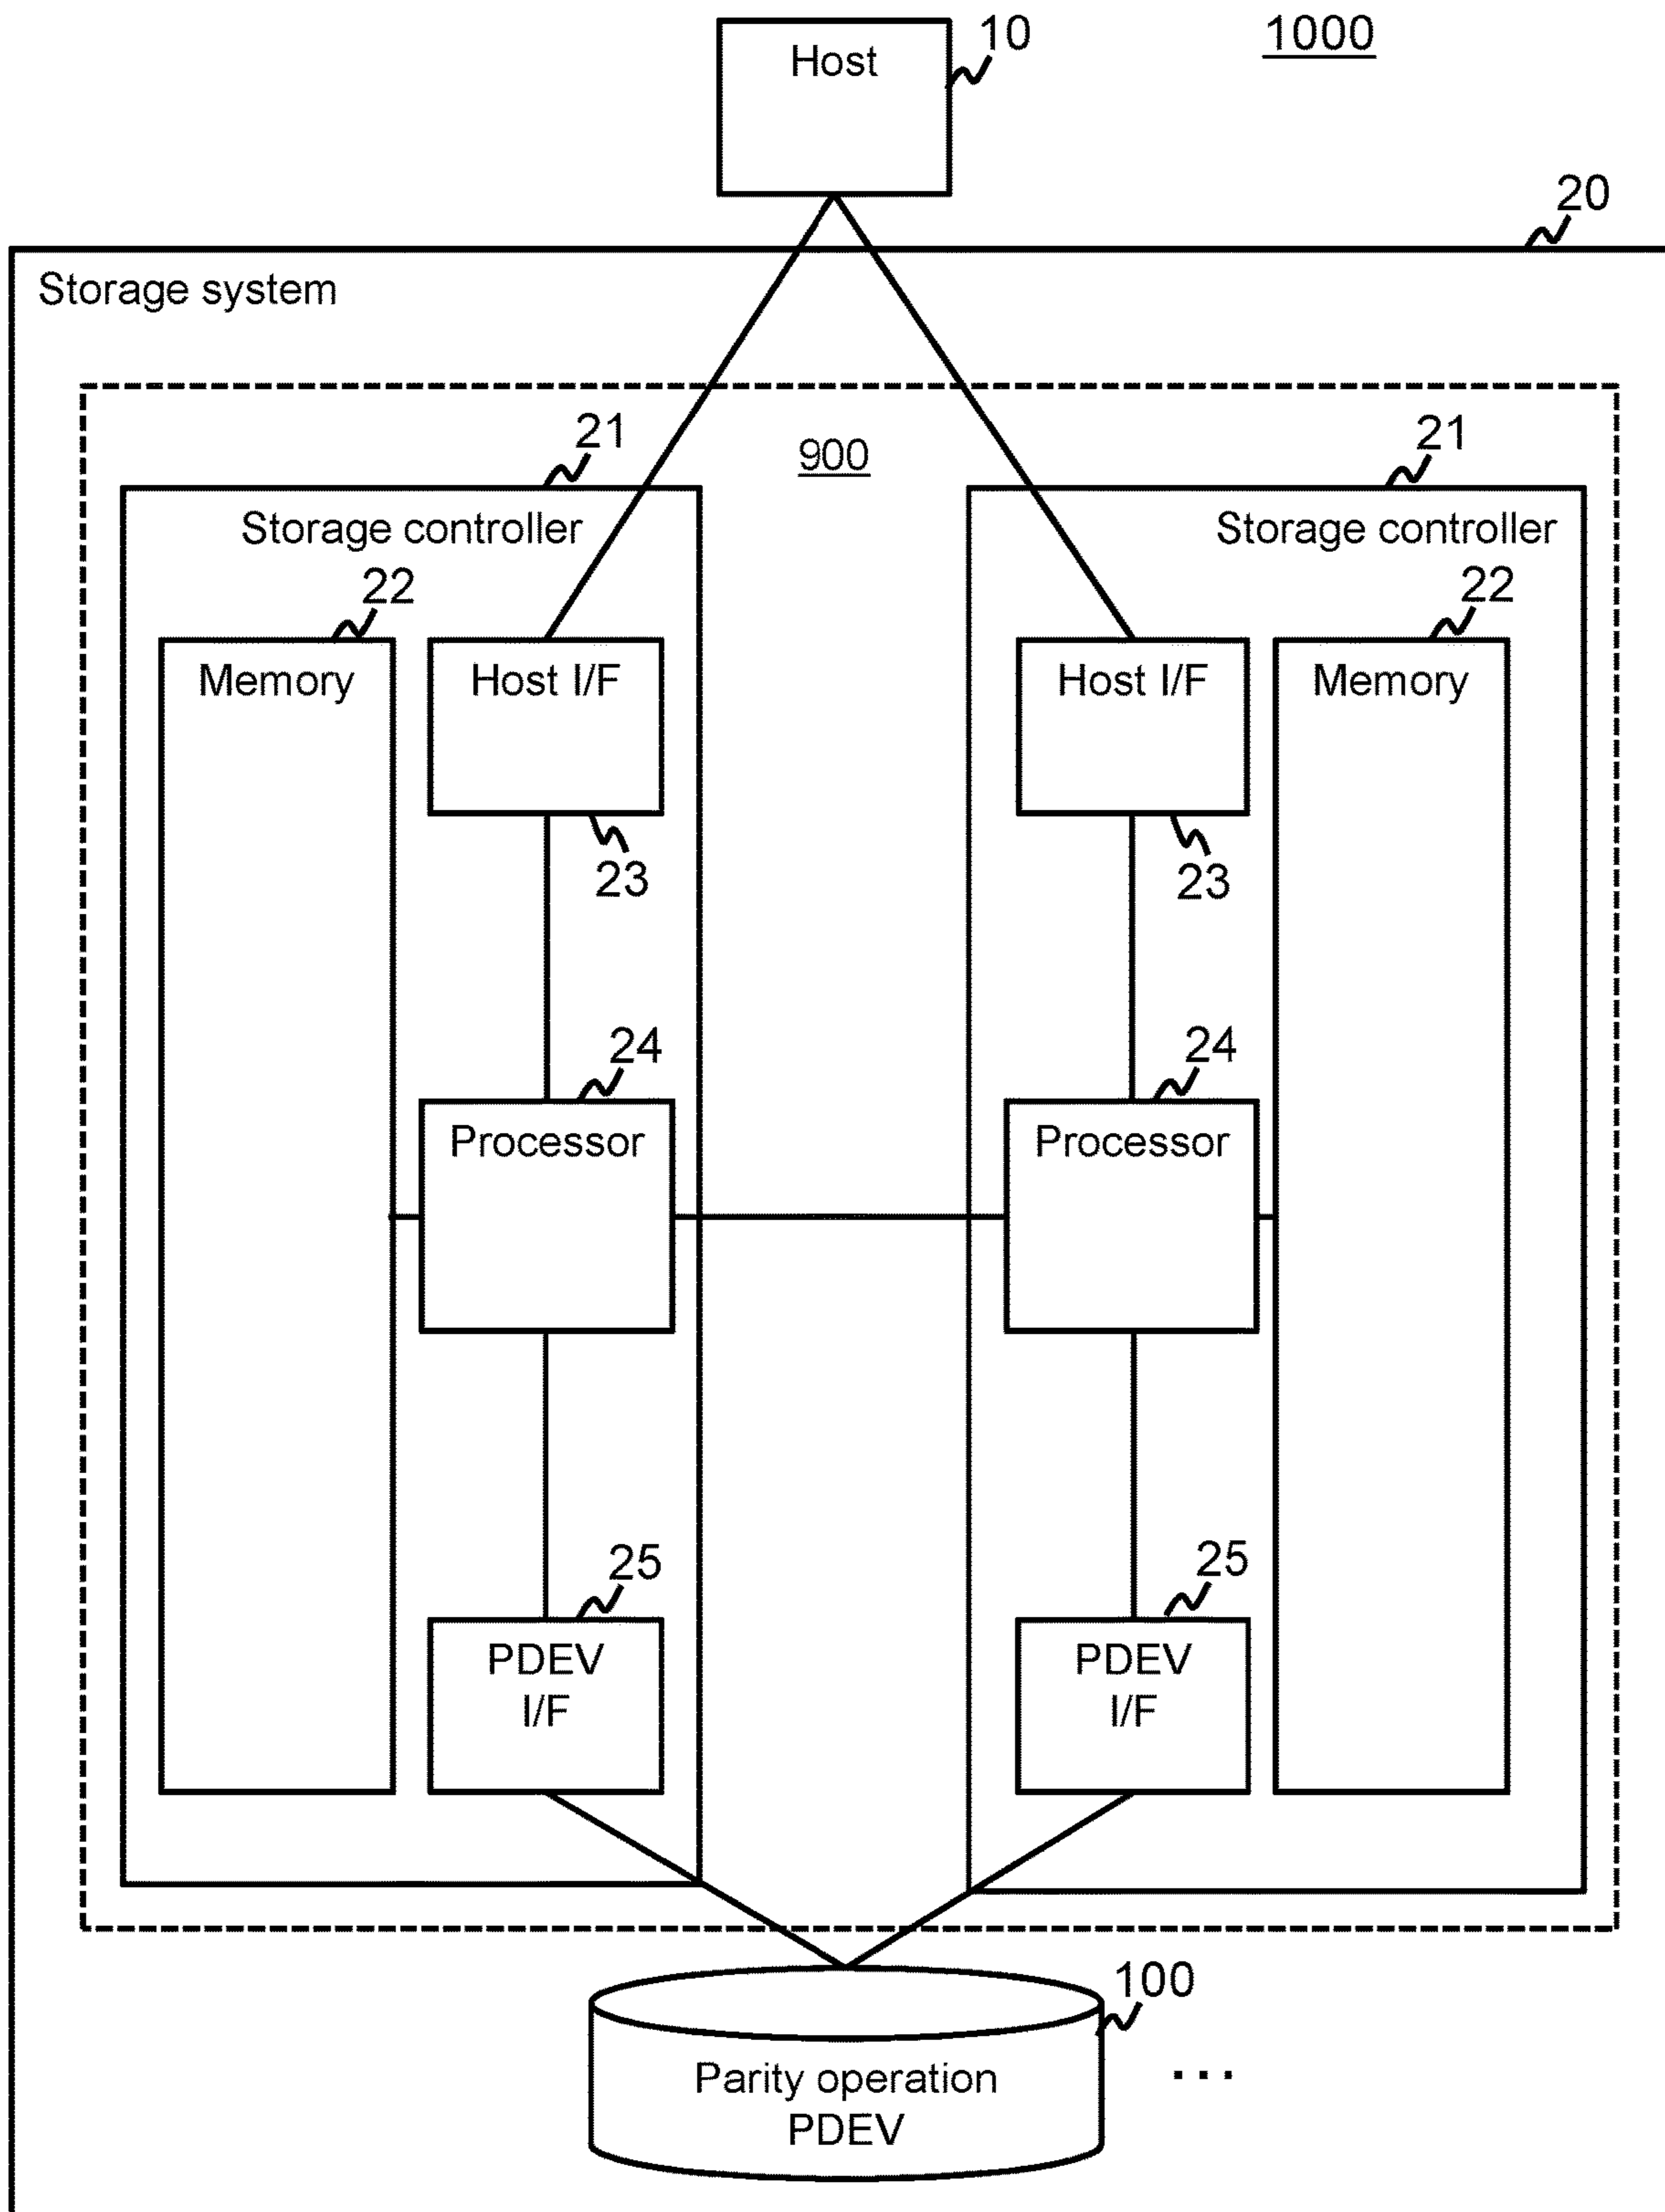 10
1000
Host
20
Storage system
21
900
21
Storage controller
Storage controller
22
22
Memory
Host I/F
Host I/F
Memory
23
23
24
24
Processor
Processor
25
25
PDEV
I/F
PDEV
I/F
100
Parity operation
PDEV
...